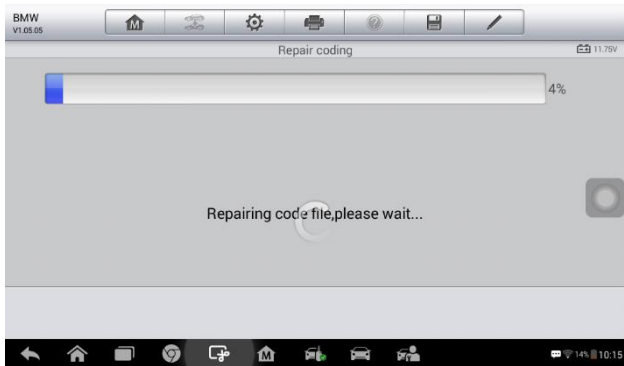 BMW
V1.05.05
Repair coding
11.75V
4%
Repairing code file,please wait...
14% 10:15